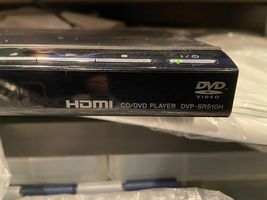 I/⏻
DVD
VIDEO
HDMI CD/DVD PLAYER DVP-SR510H